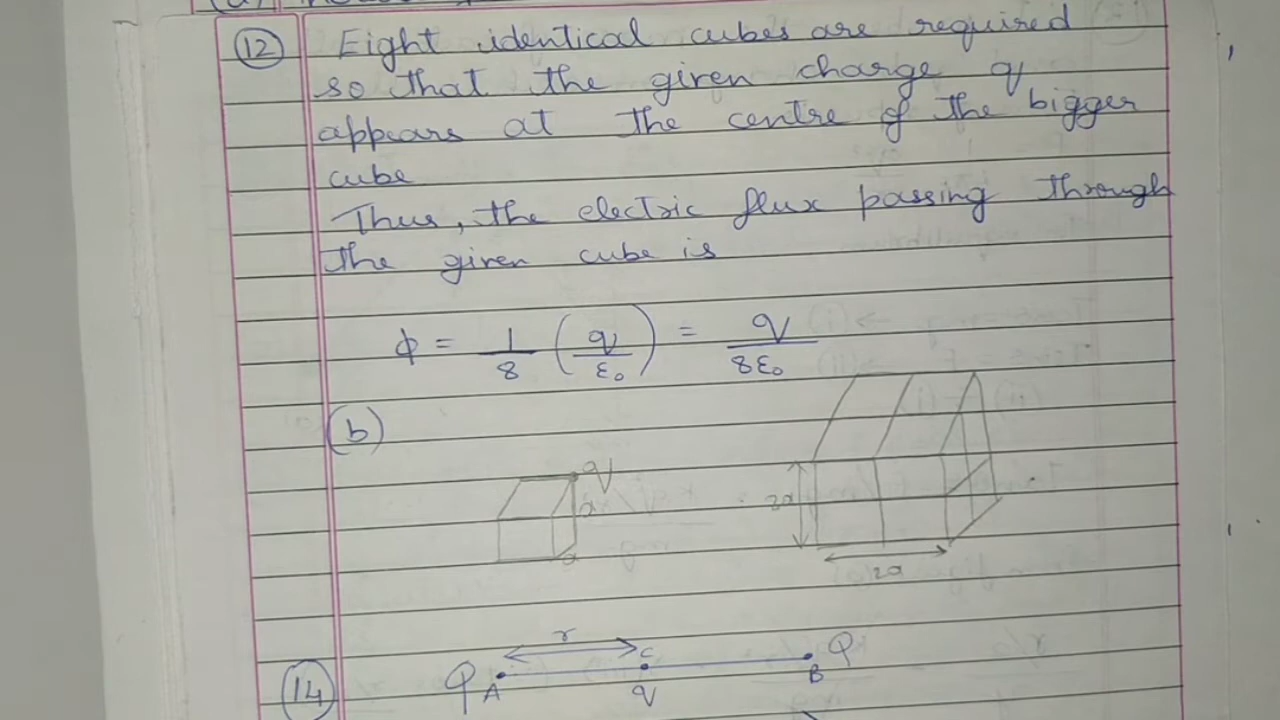 (12) Eight identical cubes are required
so that the given charge q
appears at the centre of the bigger
cube
Thus, the electric flux passing through
the given cube is
ϕ = 1/8 (q/ε₀) = q/8ε₀
(b)
q
a
a
2a
2a
r
(14) Q A C B Q
q